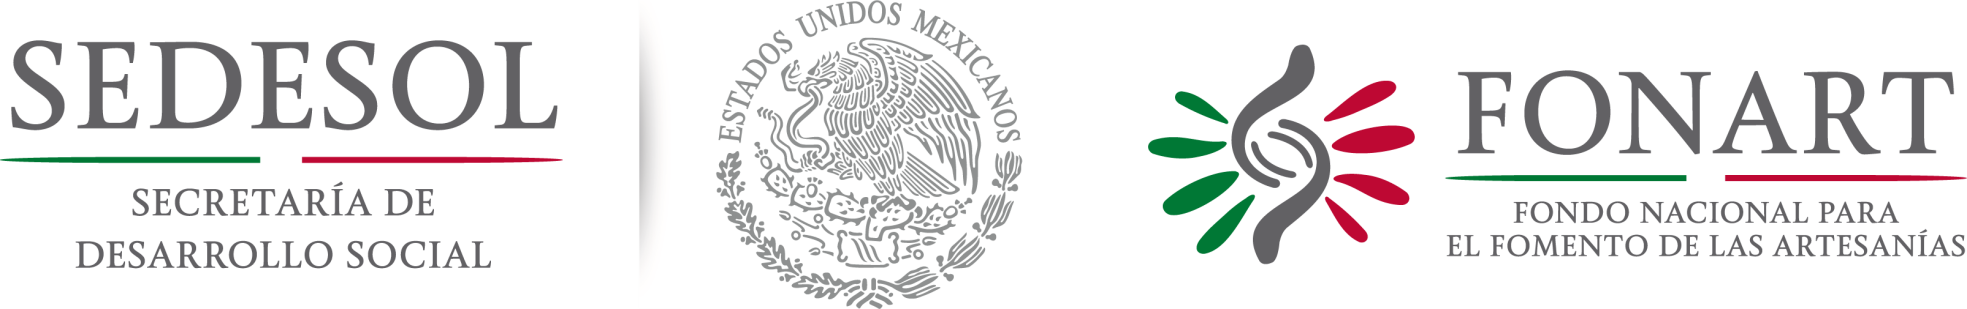 SEDESOL
SECRETARÍA DE
DESARROLLO SOCIAL
ESTADOS UNIDOS MEXICANOS
FONART
FONDO NACIONAL PARA
EL FOMENTO DE LAS ARTESANÍAS